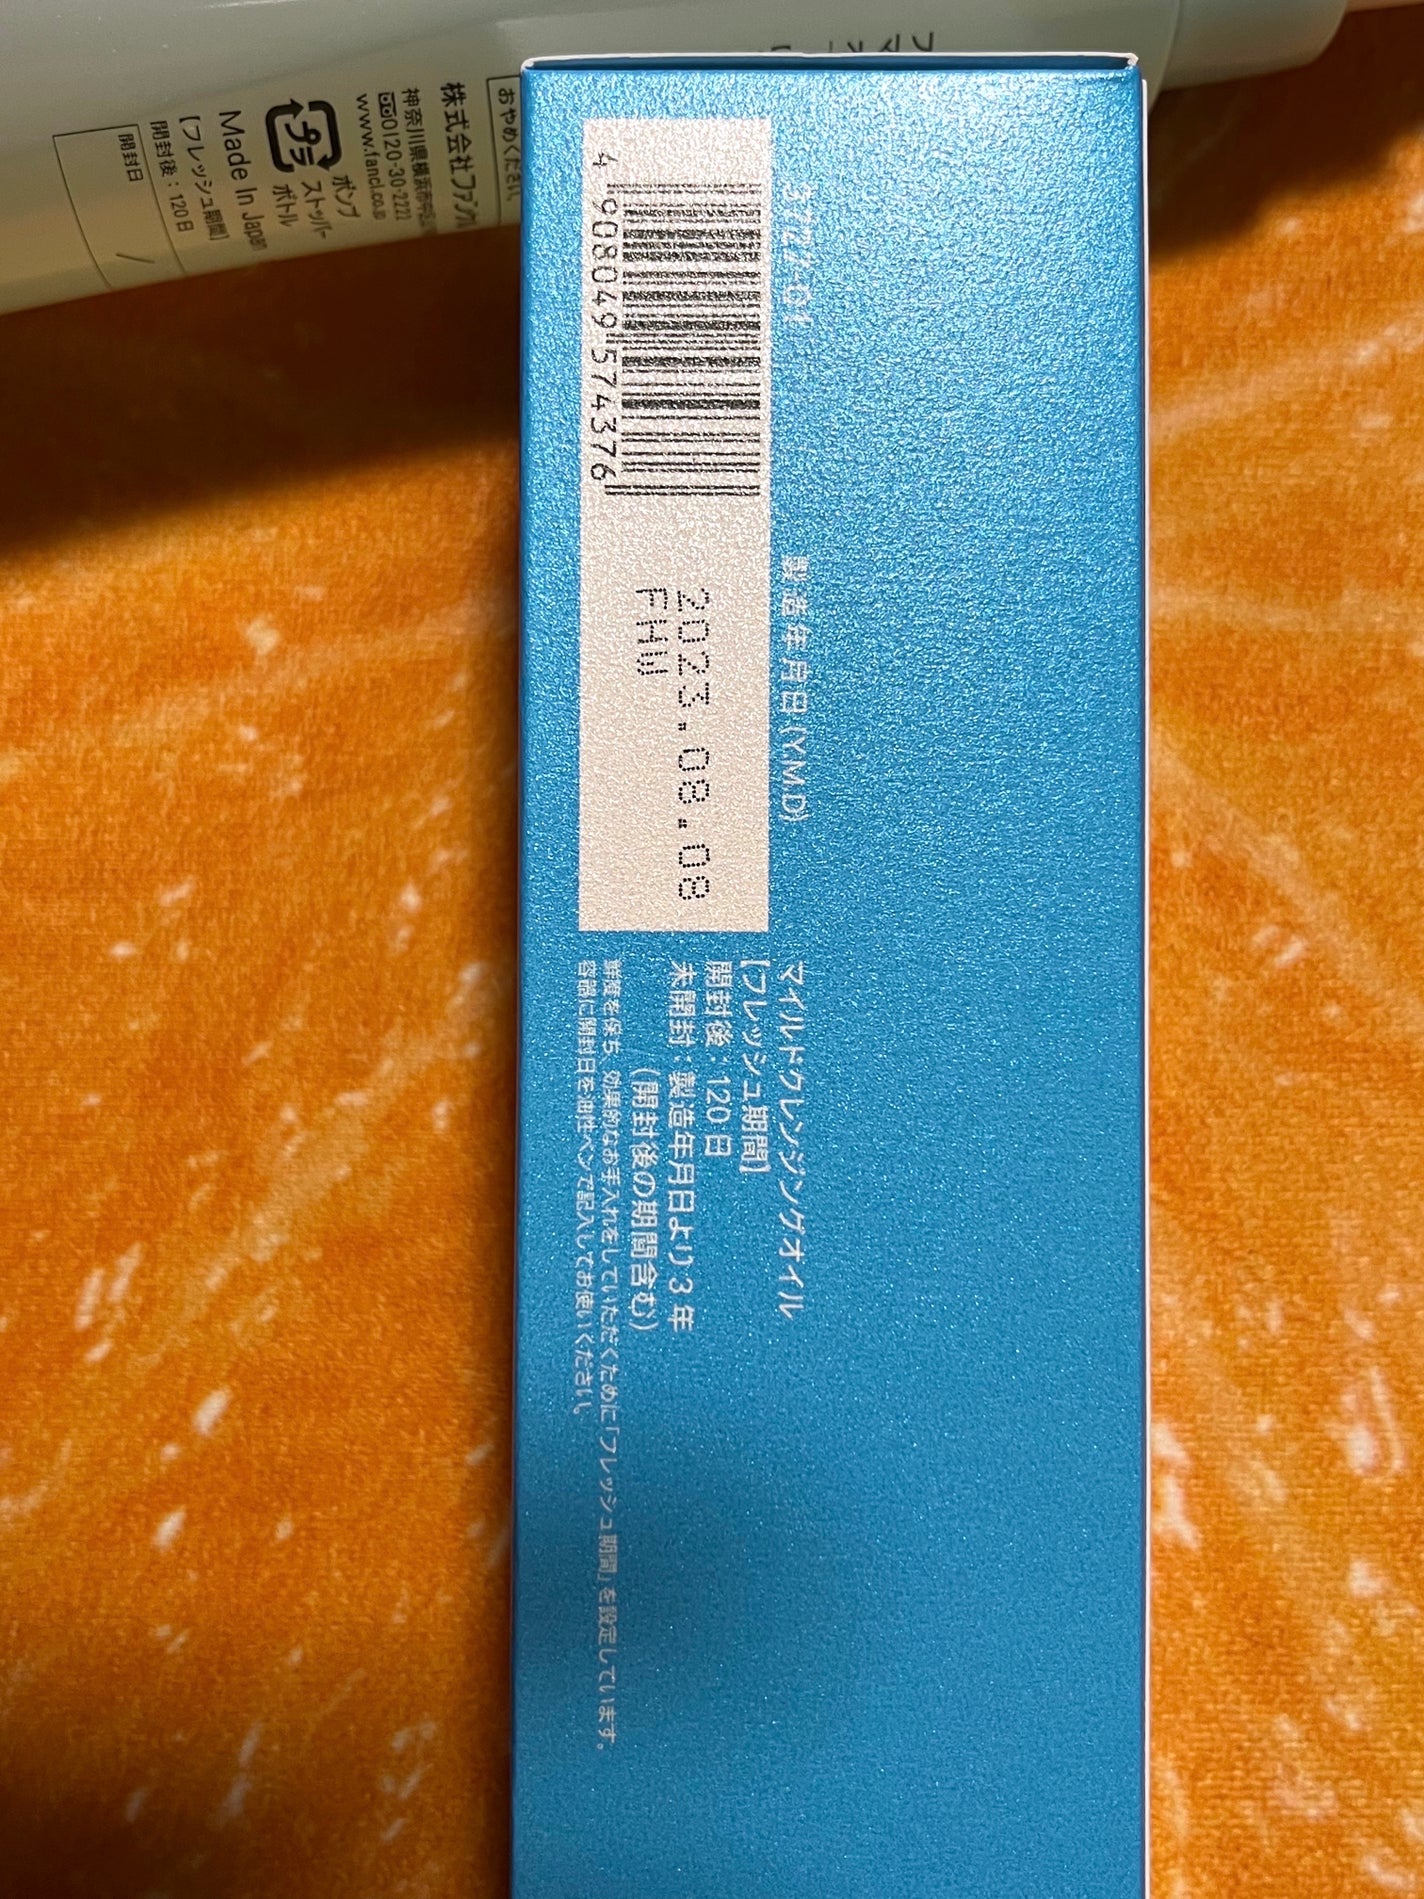 3722-01
4 908049 574376
製造年月日(Y.M.D)
2023.08.08
FHW
マイルドクレンジングオイル
【フレッシュ期間】
開封後：120日
未開封：製造年月日より3年
（開封後の期間含む）
鮮度を保ち、効果的なお手入れをしていただくために「フレッシュ期間」を設定しています。
容器に開封日を油性ペンで記入してお使いください。
おやめください
株式会社ファンケル
神奈川県横浜市中区
0120-30-2222
www.fancl.co.jp
プラ
ポンプ
ストッパー
ボトル
Made In Japan
【フレッシュ期間】
開封後：120日
開封日 /